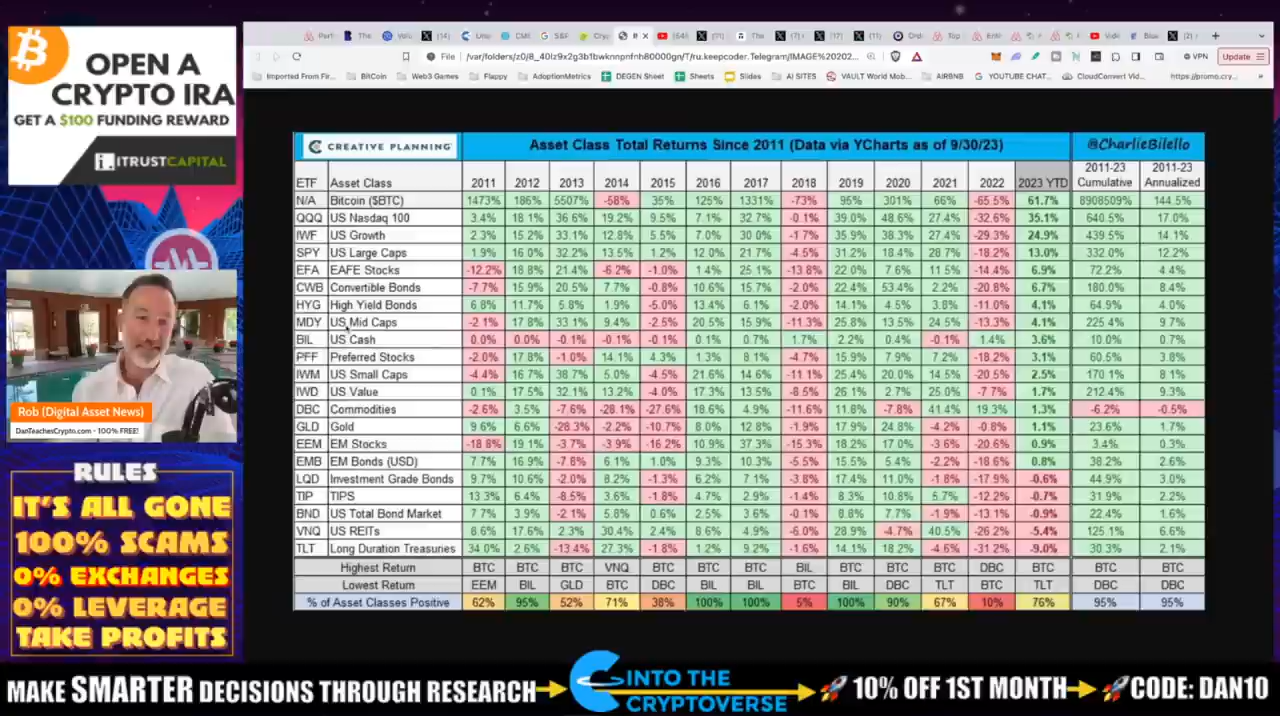 OPEN A
CRYPTO IRA
GET A $100 FUNDING REWARD
iTRUSTCAPITAL
File /var/folders/z0/8_40lz9x2g3b1bwknnpnfnh80000gn/T/ru.keepcoder.Telegram/IMAGE%20202... VPN Update
Imported From Fir... BitCoin Web3 Games Flappy AdoptionMetrics DEGEN Sheet Sheets Slides AI SITES VAULT World Mob... AIRBNB YOUTUBE CHAT... CloudConvert Vid... https://promo.cry...
CREATIVE PLANNING Asset Class Total Returns Since 2011 (Data via YCharts as of 9/30/23) @CharlieBilello
ETF Asset Class 2011 2012 2013 2014 2015 2016 2017 2018 2019 2020 2021 2022 2023 YTD 2011-23 Cumulative 2011-23 Annualized
N/A Bitcoin ($BTC) 1473% 186% 5507% -58% 35% 125% 1331% -73% 95% 301% 66% -65.5% 61.7% 8908509% 144.5%
QQQ US Nasdaq 100 3.4% 18.1% 36.6% 19.2% 9.5% 7.1% 32.7% -0.1% 39.0% 48.6% 27.4% -32.6% 35.1% 640.5% 17.0%
IWF US Growth 2.3% 15.2% 33.1% 12.8% 5.5% 7.0% 30.0% -1.7% 35.9% 38.3% 27.4% -29.3% 24.9% 439.5% 14.1%
SPY US Large Caps 1.9% 16.0% 32.2% 13.5% 1.2% 12.0% 21.7% -4.5% 31.2% 18.4% 28.7% -18.2% 13.0% 332.0% 12.2%
EFA EAFE Stocks -12.2% 18.8% 21.4% -6.2% -1.0% 1.4% 25.1% -13.8% 22.0% 7.6% 11.5% -14.4% 6.9% 72.2% 4.4%
CWB Convertible Bonds -7.7% 15.9% 20.5% 7.7% -0.8% 10.6% 15.7% -2.0% 22.4% 53.4% 2.2% -20.8% 6.7% 180.0% 8.4%
HYG High Yield Bonds 6.8% 11.7% 5.8% 1.9% -5.0% 13.4% 6.1% -2.0% 14.1% 4.5% 3.8% -11.0% 4.1% 64.9% 4.0%
MDY US Mid Caps -2.1% 17.8% 33.1% 9.4% -2.5% 20.5% 15.9% -11.3% 25.8% 13.5% 24.5% -13.3% 4.1% 225.4% 9.7%
BIL US Cash 0.0% 0.0% -0.1% -0.1% -0.1% 0.1% 0.7% 1.7% 2.2% 0.4% -0.1% 1.4% 3.6% 10.0% 0.7%
PFF Preferred Stocks -2.0% 17.8% -1.0% 14.1% 4.3% 1.3% 8.1% -4.7% 15.9% 7.9% 7.2% -18.2% 3.1% 60.5% 3.8%
IWM US Small Caps -4.4% 16.7% 38.7% 5.0% -4.5% 21.6% 14.6% -11.1% 25.4% 20.0% 14.5% -20.5% 2.5% 170.1% 8.1%
IWD US Value 0.1% 17.5% 32.1% 13.2% -4.0% 17.3% 13.5% -8.5% 26.1% 2.7% 25.0% -7.7% 1.7% 212.4% 9.3%
DBC Commodities -2.6% 3.5% -7.6% -28.1% -27.6% 18.6% 4.9% -11.6% 11.8% -7.8% 41.4% 19.3% 1.3% -6.2% -0.5%
GLD Gold 9.6% 6.6% -28.3% -2.2% -10.7% 8.0% 12.8% -1.9% 17.9% 24.8% -4.2% -0.8% 1.1% 23.6% 1.7%
EEM EM Stocks -18.8% 19.1% -3.7% -3.9% -16.2% 10.9% 37.3% -15.3% 18.2% 17.0% -3.6% -20.6% 0.9% 3.4% 0.3%
EMB EM Bonds (USD) 7.7% 16.9% -7.8% 6.1% 1.0% 9.3% 10.3% -5.5% 15.5% 5.4% -2.2% -18.6% 0.8% 38.2% 2.6%
LQD Investment Grade Bonds 9.7% 10.6% -2.0% 8.2% -1.3% 6.2% 7.1% -3.8% 17.4% 11.0% -1.8% -17.9% -0.6% 44.9% 3.0%
TIP TIPS 13.3% 6.4% -8.5% 3.6% -1.8% 4.7% 2.9% -1.4% 8.3% 10.8% 5.7% -12.2% -0.7% 31.9% 2.2%
BND US Total Bond Market 7.7% 3.9% -2.1% 5.8% 0.6% 2.5% 3.6% -0.1% 8.8% 7.7% -1.9% -13.1% -0.9% 22.4% 1.6%
VNQ US REITs 8.6% 17.6% 2.3% 30.4% 2.4% 8.6% 4.9% -6.0% 28.9% -4.7% 40.5% -26.2% -5.4% 125.1% 6.6%
TLT Long Duration Treasuries 34.0% 2.6% -13.4% 27.3% -1.8% 1.2% 9.2% -1.6% 14.1% 18.2% -4.6% -31.2% -9.0% 30.3% 2.1%
Highest Return BTC BTC BTC VNQ BTC BTC BTC BIL BTC BTC BTC DBC BTC BTC BTC
Lowest Return EEM BIL GLD BTC DBC BIL BIL BTC BIL DBC TLT BTC TLT DBC DBC
% of Asset Classes Positive 62% 95% 52% 71% 38% 100% 100% 5% 100% 90% 67% 10% 76% 95% 95%
Rob (Digital Asset News)
DanTeachesCrypto.com - 100% FREE!
RULES
IT'S ALL GONE
100% SCAMS
0% EXCHANGES
0% LEVERAGE
TAKE PROFITS
MAKE SMARTER DECISIONS THROUGH RESEARCH INTO THE CRYPTOVERSE 10% OFF 1ST MONTH CODE: DAN10